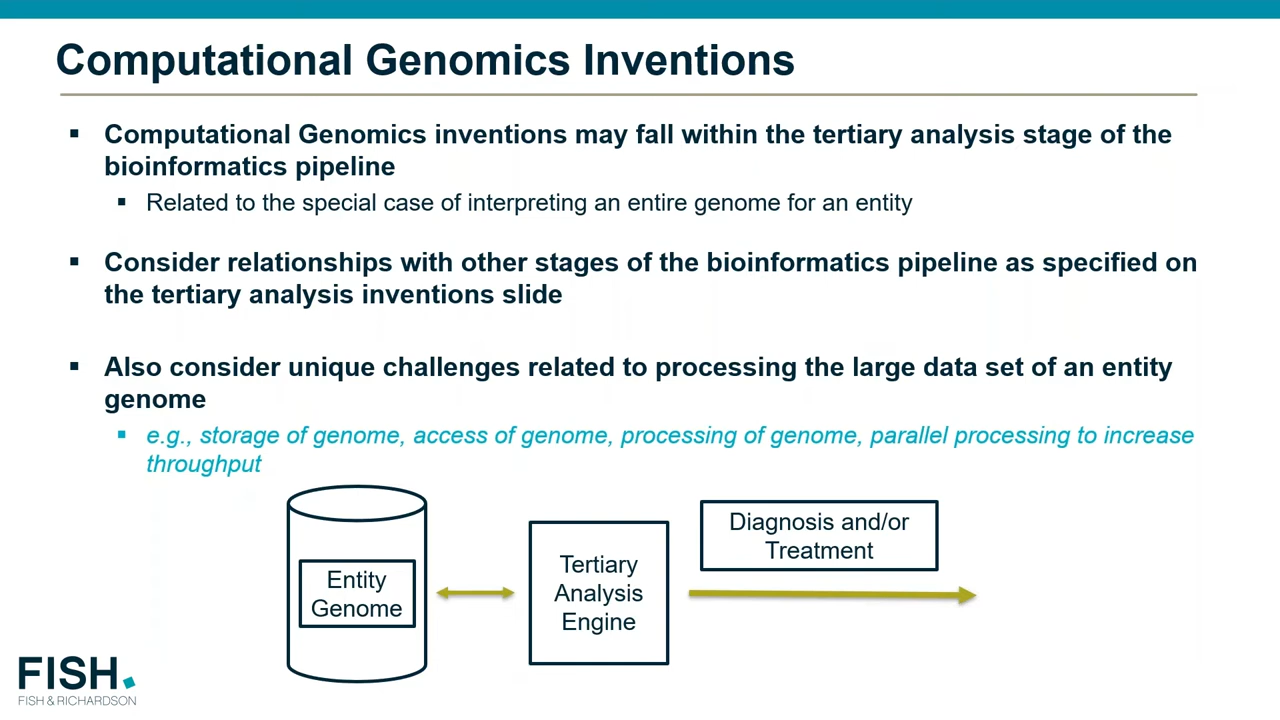 Computational Genomics Inventions
▪ Computational Genomics inventions may fall within the tertiary analysis stage of the
bioinformatics pipeline
▪ Related to the special case of interpreting an entire genome for an entity
▪ Consider relationships with other stages of the bioinformatics pipeline as specified on
the tertiary analysis inventions slide
▪ Also consider unique challenges related to processing the large data set of an entity
genome
▪ e.g., storage of genome, access of genome, processing of genome, parallel processing to increase
throughput
Entity
Genome
Tertiary
Analysis
Engine
Diagnosis and/or
Treatment
FISH.
FISH & RICHARDSON